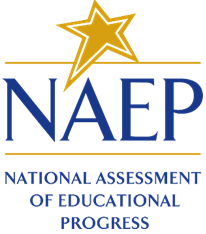 NAEP
NATIONAL ASSESSMENT
OF EDUCATIONAL
PROGRESS